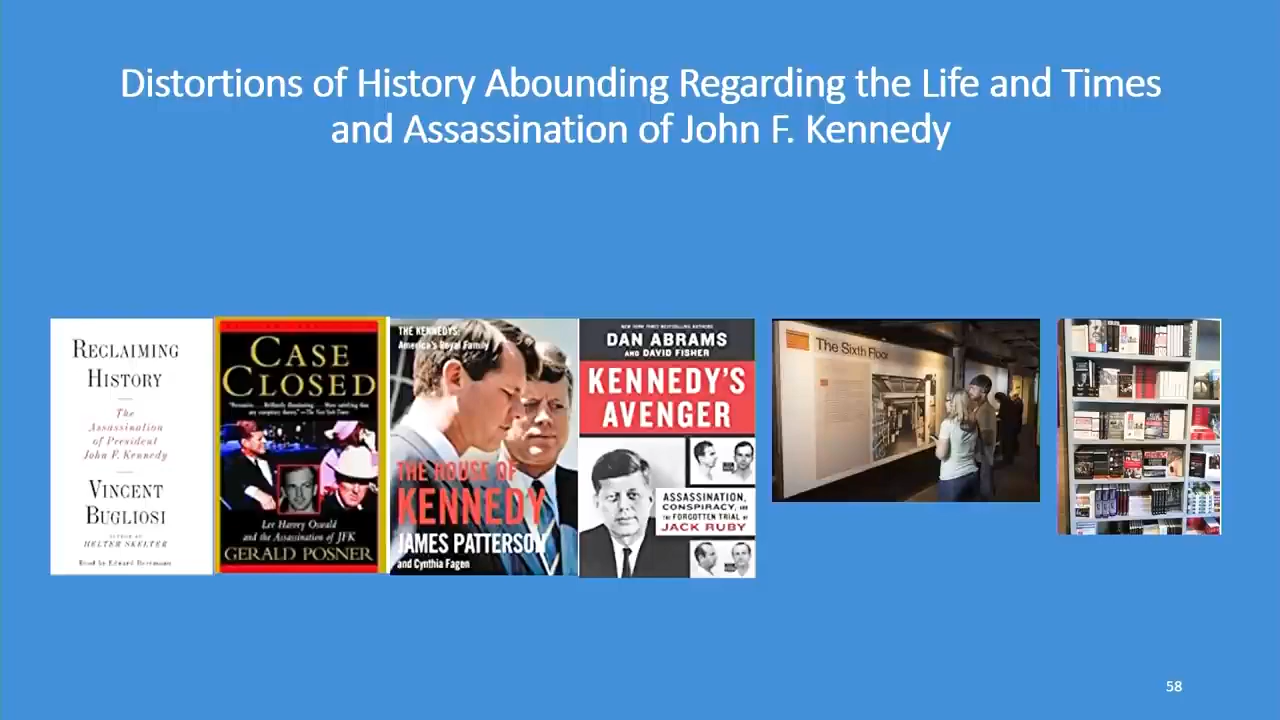 Distortions of History Abounding Regarding the Life and Times
and Assassination of John F. Kennedy
RECLAIMING
HISTORY
The
Assassination
of President
John F. Kennedy
VINCENT
BUGLIOSI
AUTHOR OF
HELTER SKELTER
Read by Edward Herrmann
CASE
CLOSED
Lee Harvey Oswald
and the Assassination of JFK
GERALD POSNER
THE KENNEDYS:
America's Royal Family
THE HOUSE OF
KENNEDY
JAMES PATTERSON
and Cynthia Fagen
NEW YORK TIMES BESTSELLING AUTHORS
DAN ABRAMS
AND DAVID FISHER
KENNEDY'S
AVENGER
ASSASSINATION,
CONSPIRACY, AND
THE FORGOTTEN TRIAL OF
JACK RUBY
The Sixth Floor
58